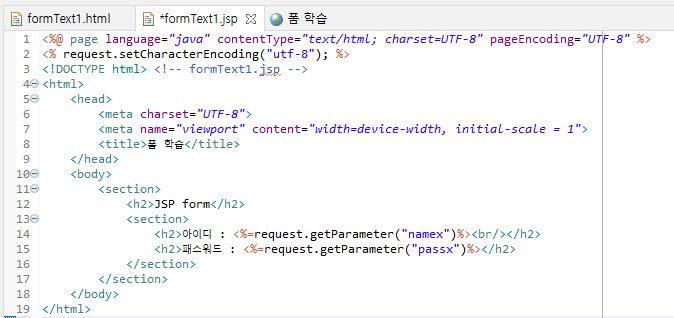 formText1.html *formText1.jsp 폼 학습
1 <%@ page language="java" contentType="text/html; charset=UTF-8" pageEncoding="UTF-8" %>
2 <% request.setCharacterEncoding("utf-8"); %>
3 <!DOCTYPE html> <!-- formText1.jsp -->
4 <html>
5 <head>
6 <meta charset="UTF-8">
7 <meta name="viewport" content="width=device-width, initial-scale = 1">
8 <title>폼 학습</title>
9 </head>
10 <body>
11 <section>
12 <h2>JSP form</h2>
13 <section>
14 <h2>아이디 : <%=request.getParameter("namex")%><br/></h2>
15 <h2>패스워드 : <%=request.getParameter("passx")%></h2>
16 </section>
17 </section>
18 </body>
19 </html>